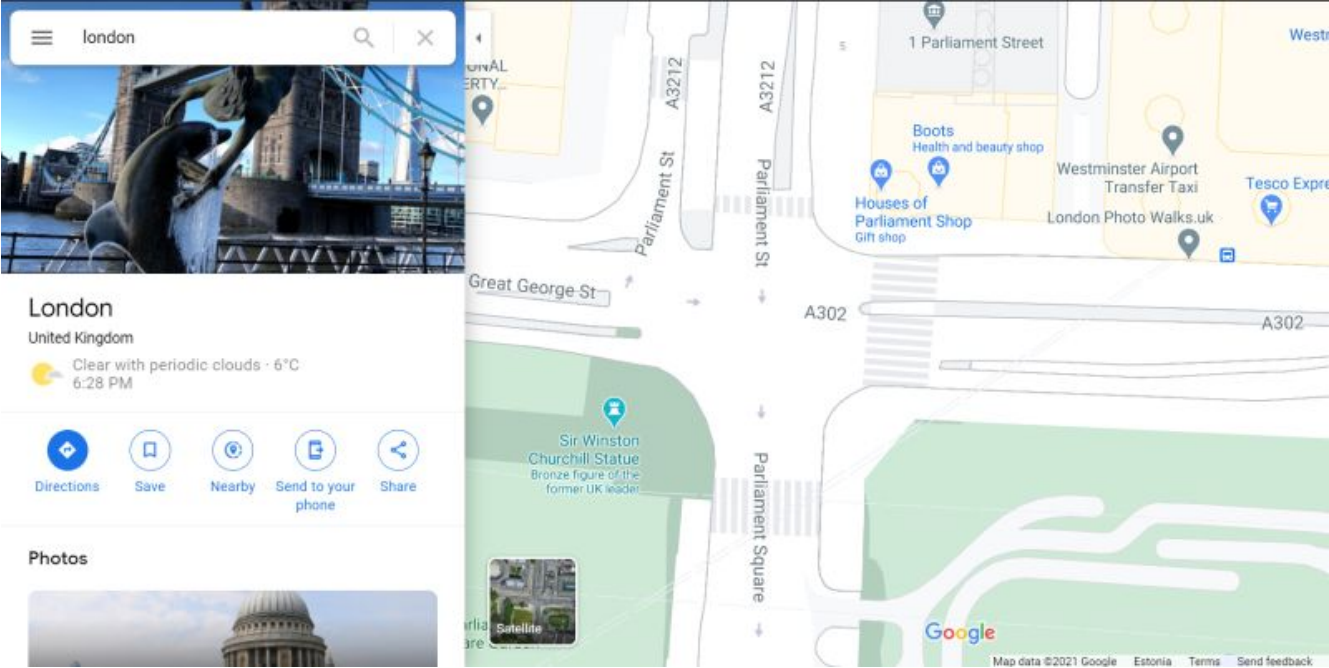 london
London
United Kingdom
Clear with periodic clouds · 6°C
6:28 PM
Directions
Save
Nearby
Send to your
phone
Share
Photos
ERTY...
A3212
A3212
5
1 Parliament Street
Boots
Health and beauty shop
Houses of
Parliament Shop
Gift shop
Westminster Airport
Transfer Taxi
London Photo Walks.uk
Tesco Expre
Westr
Parliament St
Parliament St
Great George St
A302
A302
Sir Winston
Churchill Statue
Bronze figure of the
former UK leader
Parliament Square
Satellite
Google
Map data ©2021 Google
Estonia
Terms
Send feedback